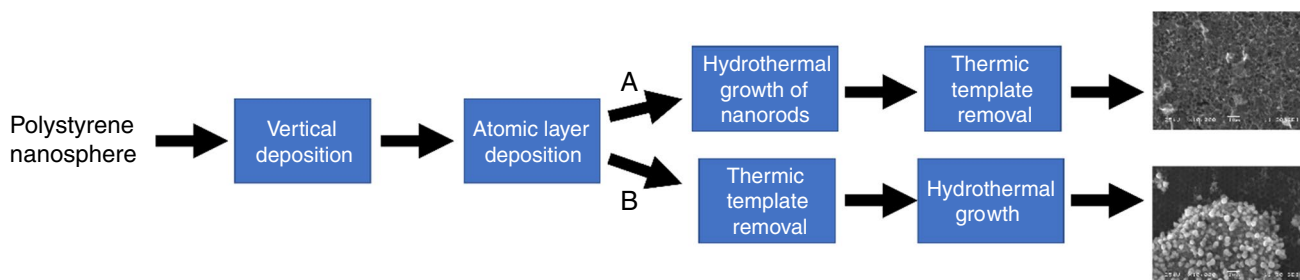 Polystyrene
nanosphere
Vertical
deposition
Atomic layer
deposition
A
Hydrothermal
growth of
nanorods
Thermic
template
removal
B
Thermic
template
removal
Hydrothermal
growth